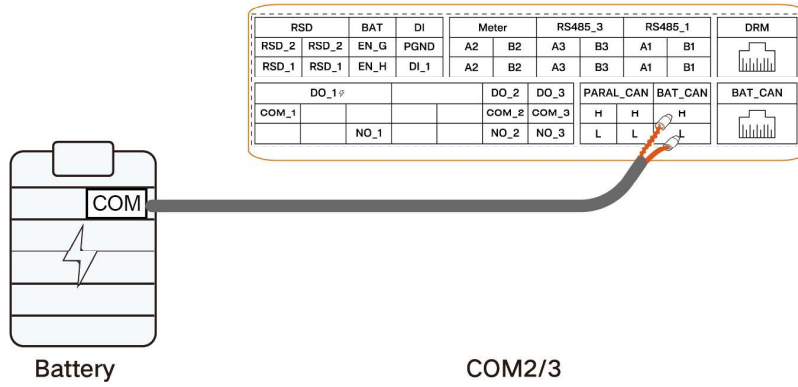 RSD BAT DI Meter RS485_3 RS485_1 DRM
RSD_2 RSD_2 EN_G PGND A2 B2 A3 B3 A1 B1
RSD_1 RSD_1 EN_H DI_1 A2 B2 A3 B3 A1 B1
DO_1 DO_2 DO_3 PARAL_CAN BAT_CAN BAT_CAN
COM_1 COM_2 COM_3 H H H
NO_1 NO_2 NO_3 L L L
COM
Battery COM2/3